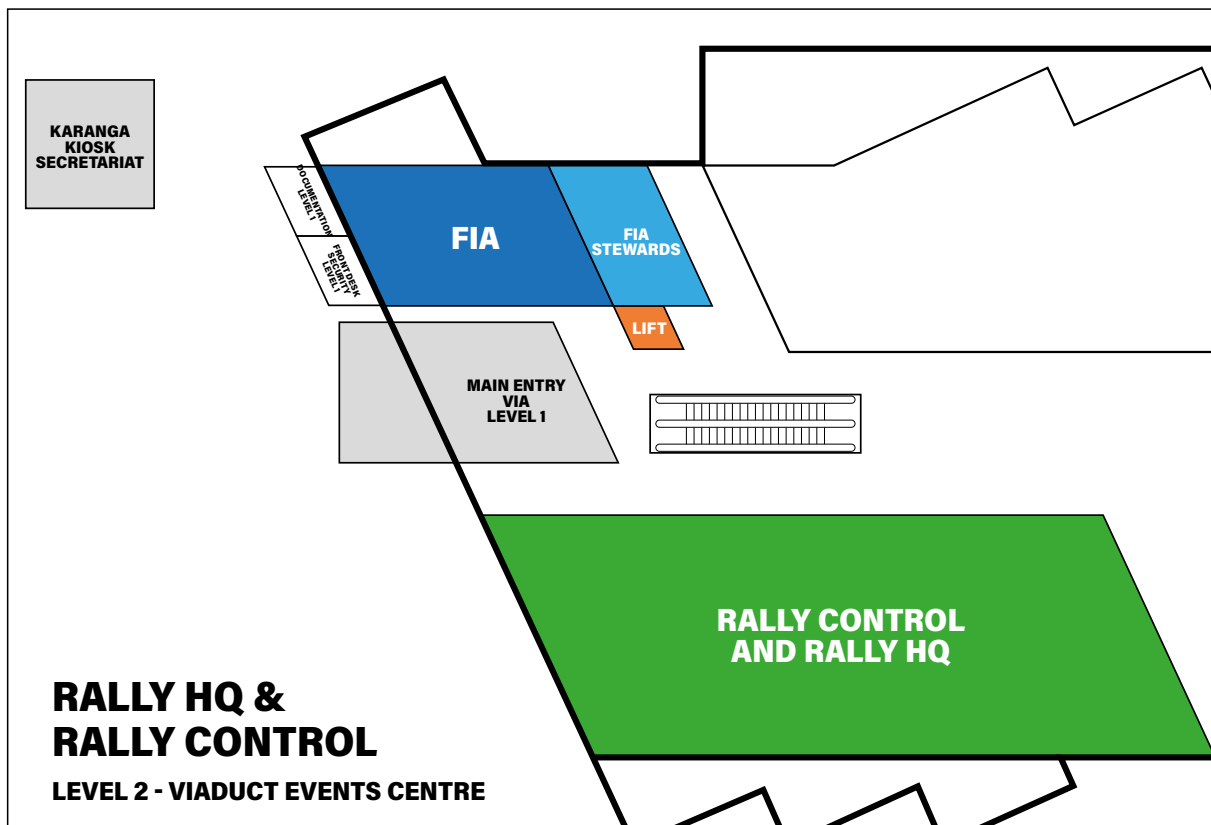 KARANGA
KIOSK
SECRETARIAT
DOCUMENTATION
LEVEL 1
FRONT DESK
SECURITY
LEVEL 1
FIA
FIA
STEWARDS
LIFT
MAIN ENTRY
VIA
LEVEL 1
RALLY CONTROL
AND RALLY HQ
RALLY HQ &
RALLY CONTROL
LEVEL 2 - VIADUCT EVENTS CENTRE